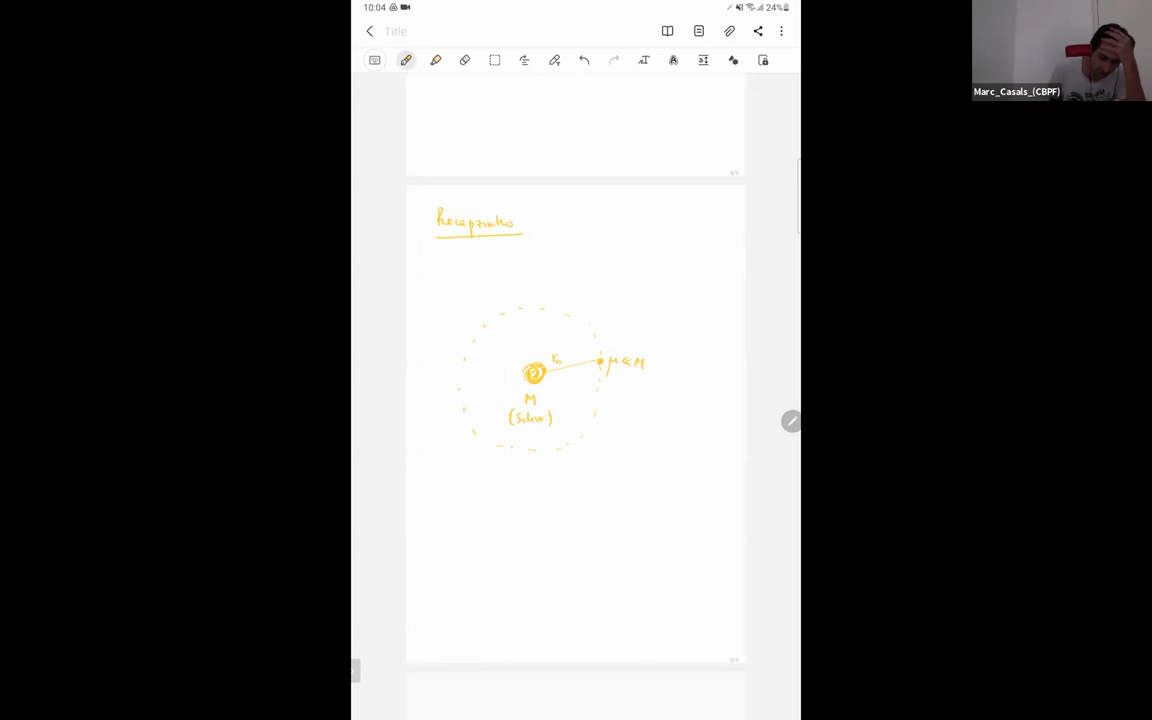 10:04
24%
Title
Marc_Casals_(CBPF)
Recapzinho
r₀
μ ≪ M
M
(Schw.)